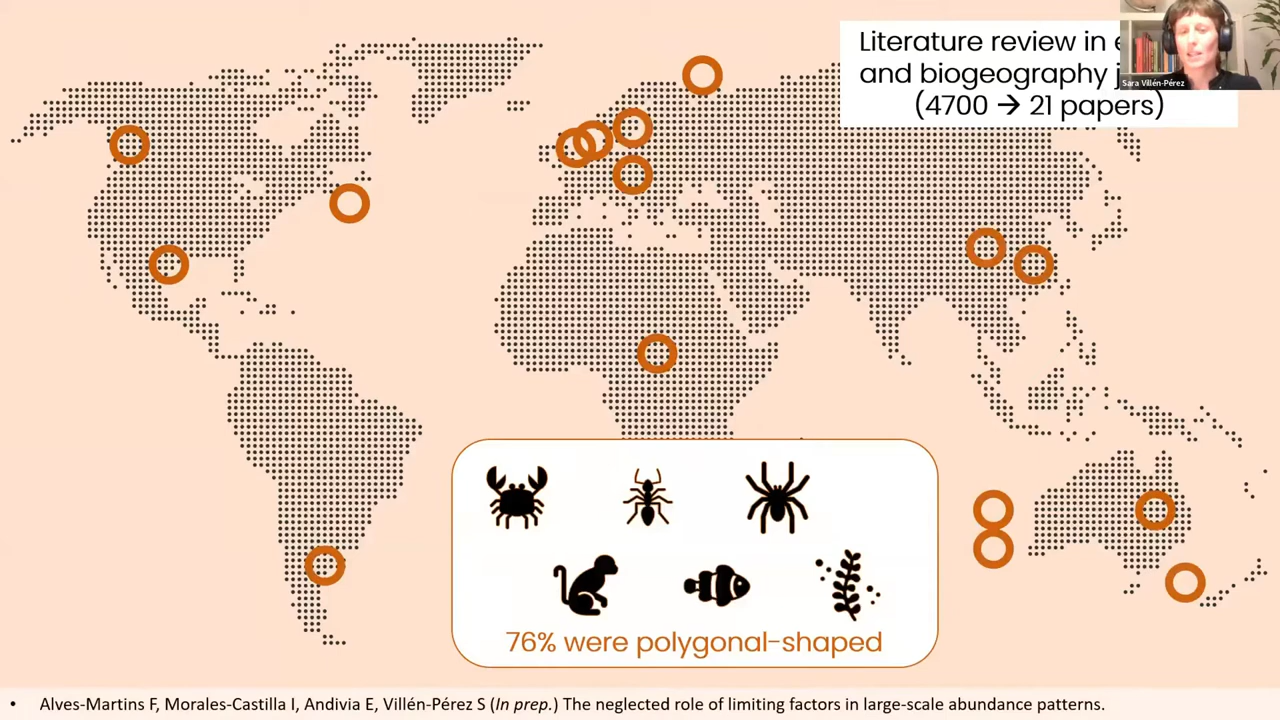 Literature review in
and biogeography
(4700 → 21 papers)
Sara Villén-Pérez
76% were polygonal-shaped
• Alves-Martins F, Morales-Castilla I, Andivia E, Villén-Pérez S (In prep.) The neglected role of limiting factors in large-scale abundance patterns.